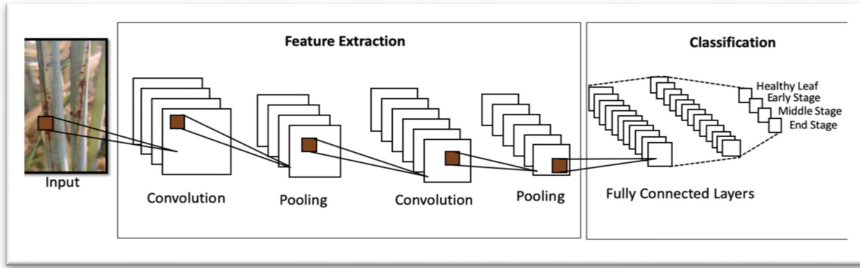 Feature Extraction
Classification
Healthy Leaf
Early Stage
Middle Stage
End Stage
Input
Convolution
Pooling
Convolution
Pooling
Fully Connected Layers